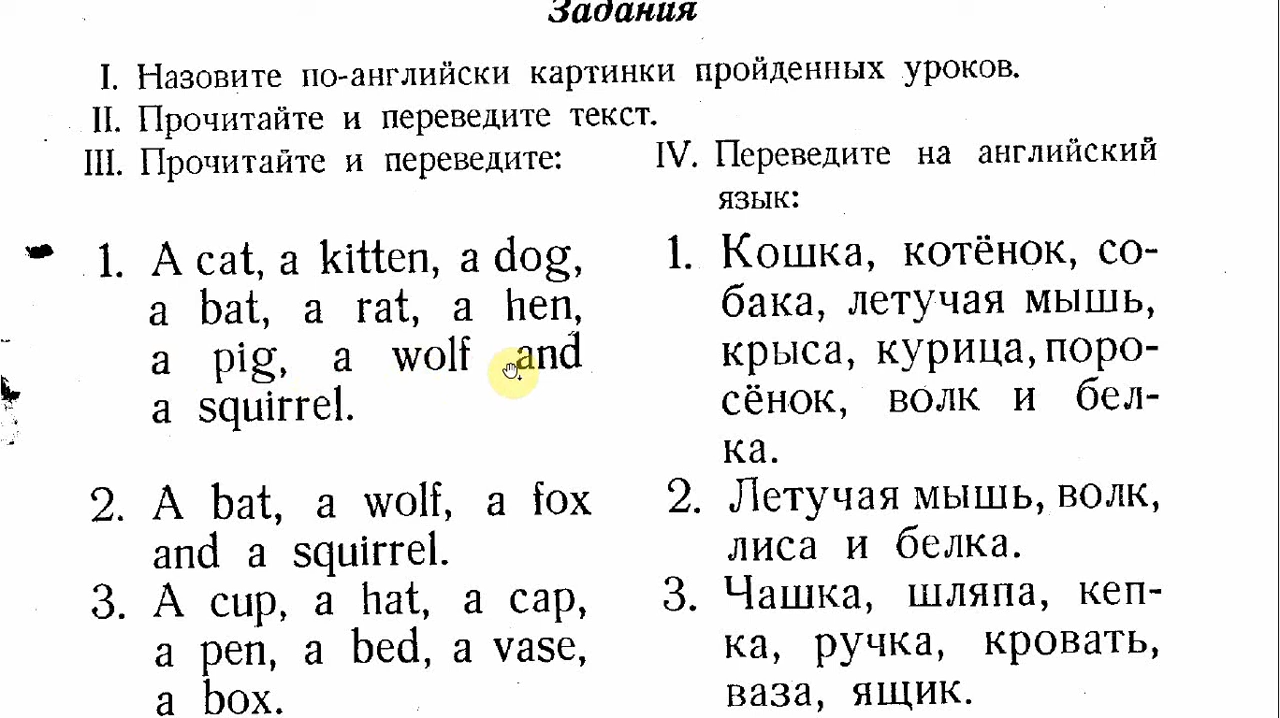 Задания
I. Назовите по-английски картинки пройденных уроков.
II. Прочитайте и переведите текст.
III. Прочитайте и переведите:
1. A cat, a kitten, a dog,
a bat, a rat, a hen,
a pig, a wolf and
a squirrel.
2. A bat, a wolf, a fox
and a squirrel.
3. A cup, a hat, a cap,
a pen, a bed, a vase,
a box.
IV. Переведите на английский
язык:
1. Кошка, котёнок, со-
бака, летучая мышь,
крыса, курица, поро-
сёнок, волк и бел-
ка.
2. Летучая мышь, волк,
лиса и белка.
3. Чашка, шляпа, кеп-
ка, ручка, кровать,
ваза, ящик.